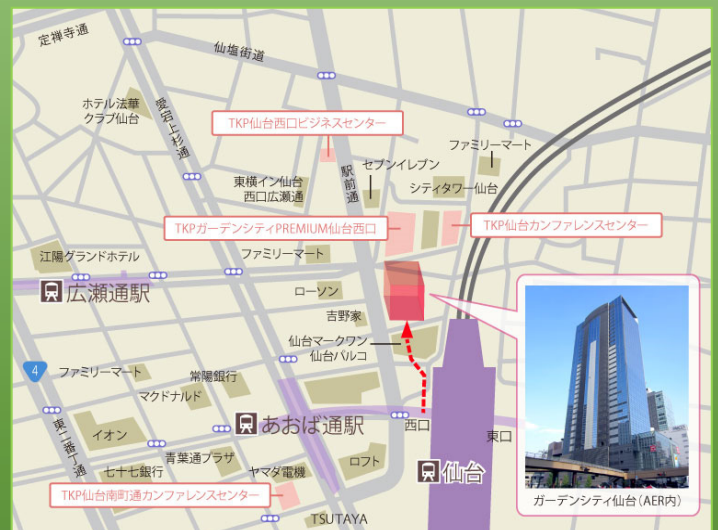 定禅寺通
仙塩街道
ホテル法華
クラブ仙台
愛宕上杉通
TKP仙台西口ビジネスセンター
駅前通
セブンイレブン
ファミリーマート
東横イン仙台
西口広瀬通
シティタワー仙台
TKPガーデンシティPREMIUM仙台西口
TKP仙台カンファレンスセンター
江陽グランドホテル
ファミリーマート
広瀬通駅
ローソン
吉野家
仙台マークワン
仙台パルコ
4
ファミリーマート
常陽銀行
マクドナルド
東二番丁通
イオン
あおば通駅
西口
東口
青葉通プラザ
七十七銀行
ヤマダ電機
ロフト
仙台
TKP仙台南町通カンファレンスセンター
TSUTAYA
ガーデンシティ仙台(AER内)